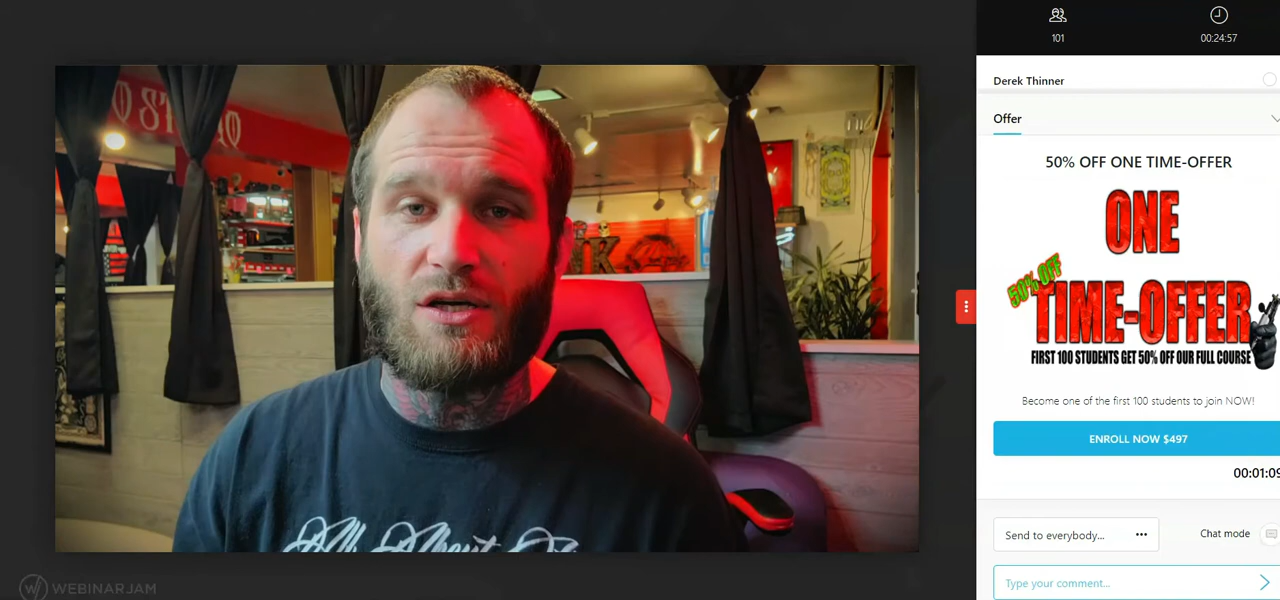 101
00:24:57
Derek Thinner
Offer
50% OFF ONE TIME-OFFER
ONE
50% OFF
TIME-OFFER
FIRST 100 STUDENTS GET 50% OFF OUR FULL COURSE
Become one of the first 100 students to join NOW!
ENROLL NOW $497
00:01:09
Send to everybody...
Chat mode
Type your comment...
WEBINARJAM